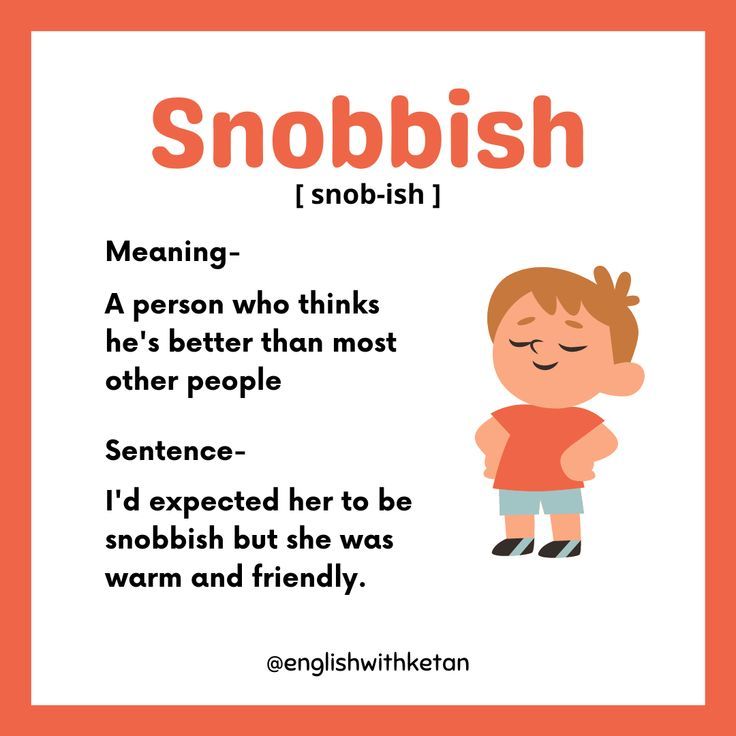 Snobbish
[ snob-ish ]
Meaning-
A person who thinks
he's better than most
other people
Sentence-
I'd expected her to be
snobbish but she was
warm and friendly.
@englishwithketan